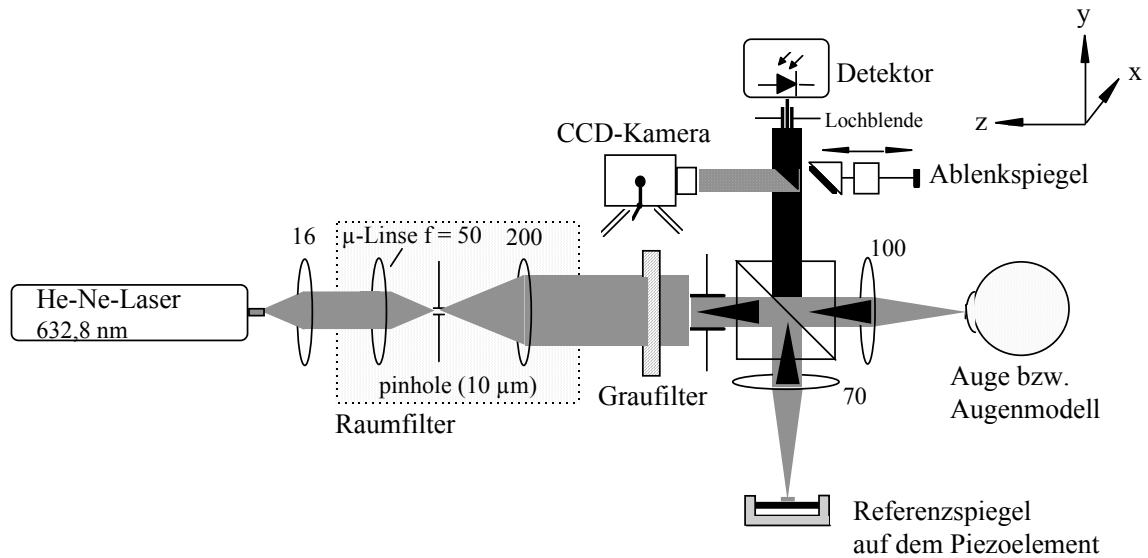 y
x
z
Detektor
Lochblende
CCD-Kamera
Ablenkspiegel
16
µ-Linse f = 50
200
100
He-Ne-Laser
632,8 nm
pinhole (10 µm)
Graufilter
Raumfilter
70
Auge bzw.
Augenmodell
Referenzspiegel
auf dem Piezoelement